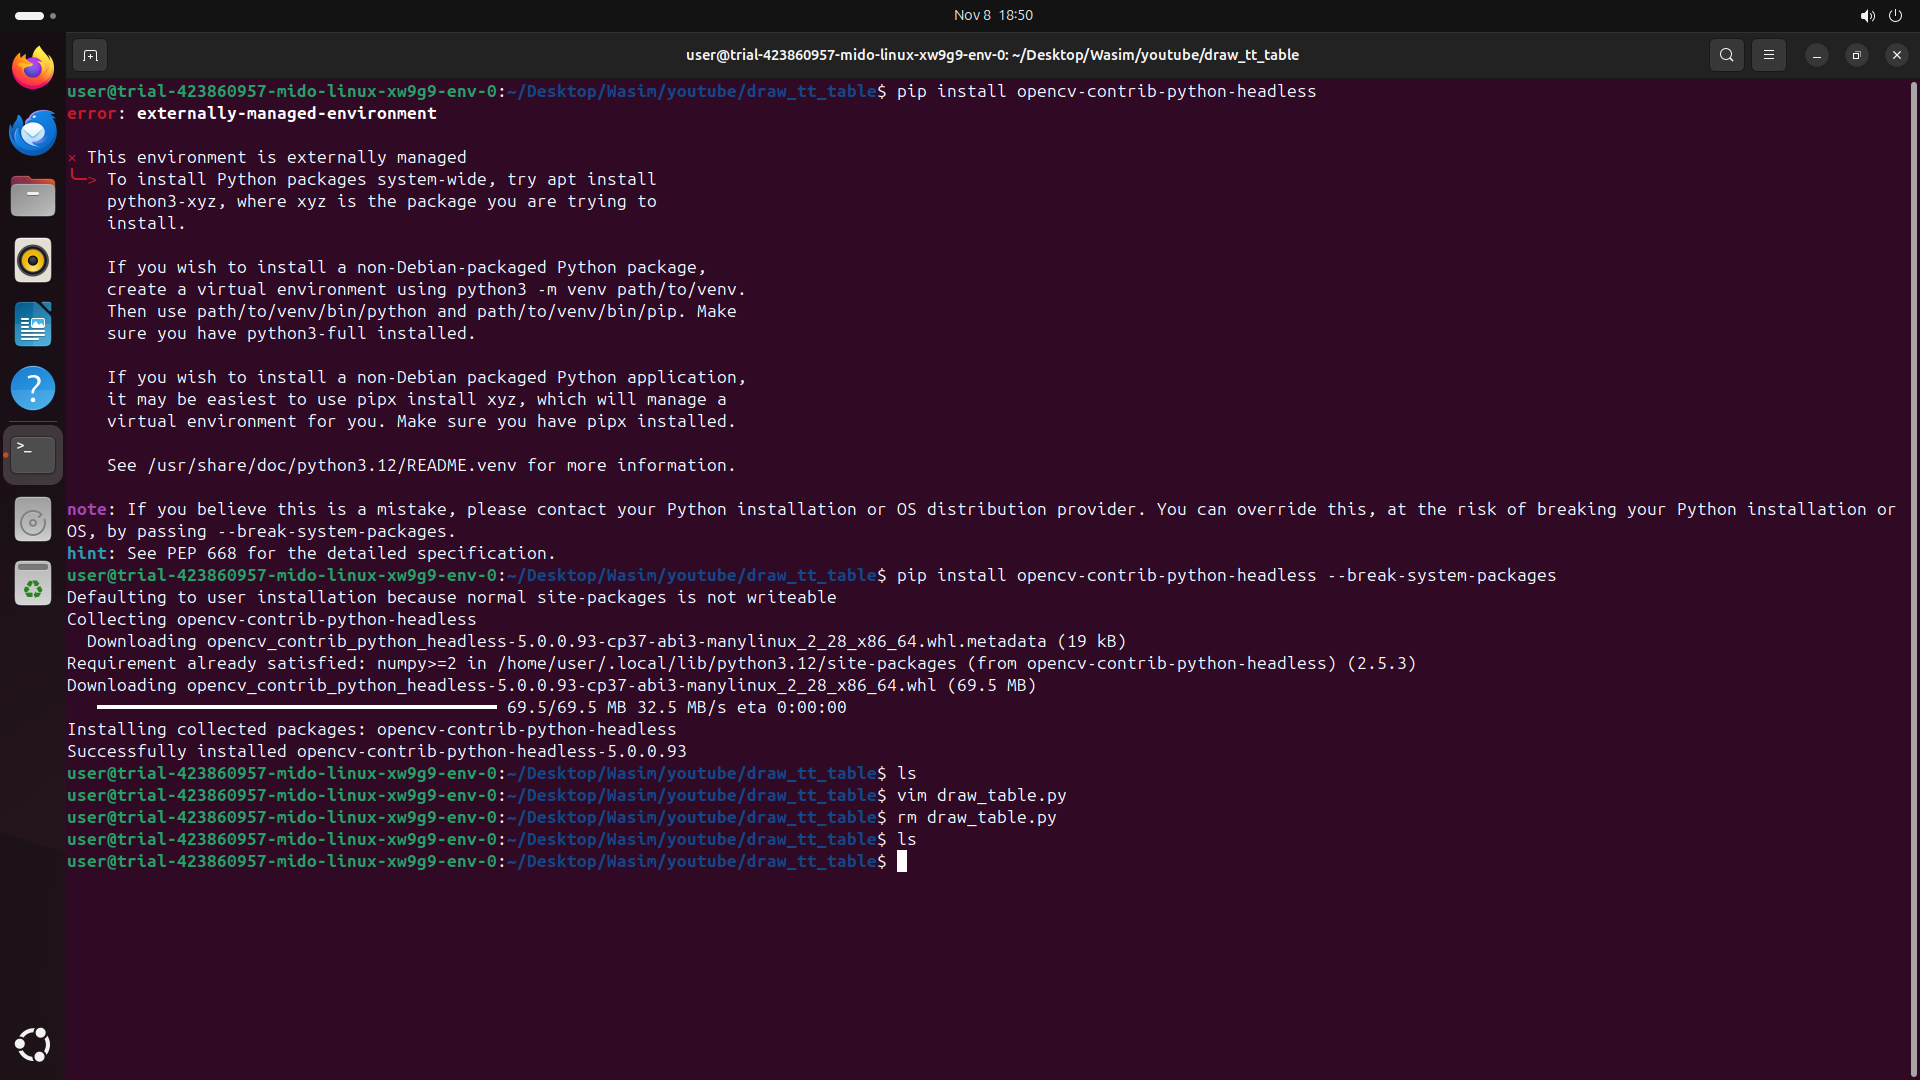 Nov 8 18:50
user@trial-423860957-mido-linux-xw9g9-env-0: ~/Desktop/Wasim/youtube/draw_tt_table
user@trial-423860957-mido-linux-xw9g9-env-0:~/Desktop/Wasim/youtube/draw_tt_table$ pip install opencv-contrib-python-headless
error: externally-managed-environment
× This environment is externally managed
╰─> To install Python packages system-wide, try apt install
python3-xyz, where xyz is the package you are trying to
install.
If you wish to install a non-Debian-packaged Python package,
create a virtual environment using python3 -m venv path/to/venv.
Then use path/to/venv/bin/python and path/to/venv/bin/pip. Make
sure you have python3-full installed.
If you wish to install a non-Debian packaged Python application,
it may be easiest to use pipx install xyz, which will manage a
virtual environment for you. Make sure you have pipx installed.
See /usr/share/doc/python3.12/README.venv for more information.
note: If you believe this is a mistake, please contact your Python installation or OS distribution provider. You can override this, at the risk of breaking your Python installation or
OS, by passing --break-system-packages.
hint: See PEP 668 for the detailed specification.
user@trial-423860957-mido-linux-xw9g9-env-0:~/Desktop/Wasim/youtube/draw_tt_table$ pip install opencv-contrib-python-headless --break-system-packages
Defaulting to user installation because normal site-packages is not writeable
Collecting opencv-contrib-python-headless
Downloading opencv_contrib_python_headless-5.0.0.93-cp37-abi3-manylinux_2_28_x86_64.whl.metadata (19 kB)
Requirement already satisfied: numpy>=2 in /home/user/.local/lib/python3.12/site-packages (from opencv-contrib-python-headless) (2.5.3)
Downloading opencv_contrib_python_headless-5.0.0.93-cp37-abi3-manylinux_2_28_x86_64.whl (69.5 MB)
69.5/69.5 MB 32.5 MB/s eta 0:00:00
Installing collected packages: opencv-contrib-python-headless
Successfully installed opencv-contrib-python-headless-5.0.0.93
user@trial-423860957-mido-linux-xw9g9-env-0:~/Desktop/Wasim/youtube/draw_tt_table$ ls
user@trial-423860957-mido-linux-xw9g9-env-0:~/Desktop/Wasim/youtube/draw_tt_table$ vim draw_table.py
user@trial-423860957-mido-linux-xw9g9-env-0:~/Desktop/Wasim/youtube/draw_tt_table$ rm draw_table.py
user@trial-423860957-mido-linux-xw9g9-env-0:~/Desktop/Wasim/youtube/draw_tt_table$ ls
user@trial-423860957-mido-linux-xw9g9-env-0:~/Desktop/Wasim/youtube/draw_tt_table$